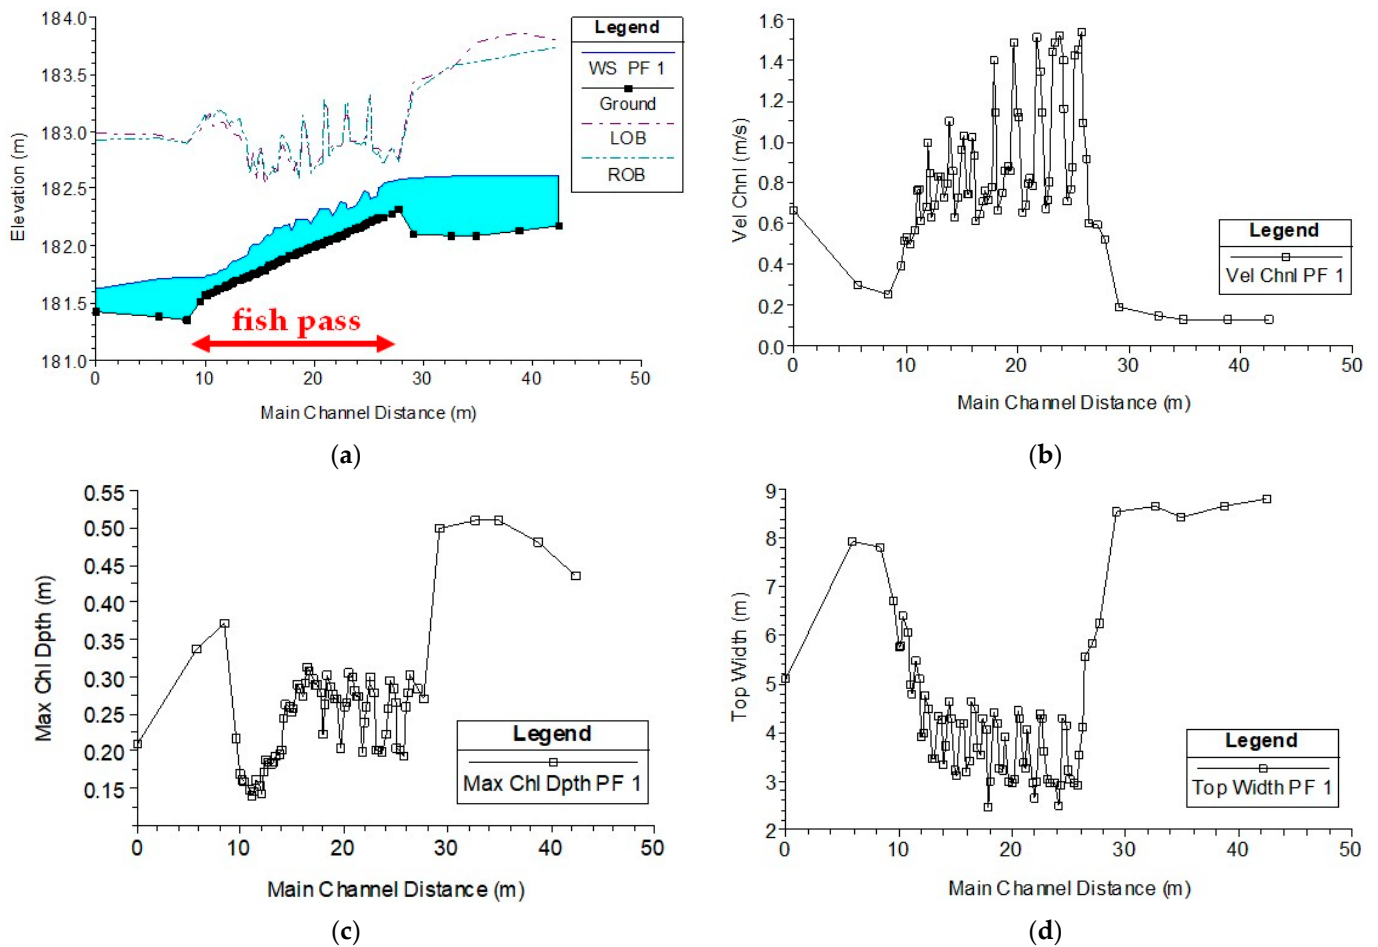 184.0
183.5
183.0
182.5
182.0
181.5
181.0
Elevation (m)
0
10
20
30
40
50
Main Channel Distance (m)
fish pass
Legend
WS PF 1
Ground
LOB
ROB
(a)
1.6
1.4
1.2
1.0
0.8
0.6
0.4
0.2
0.0
Vel Chnl (m/s)
0
10
20
30
40
50
Main Channel Distance (m)
Legend
Vel Chnl PF 1
(b)
0.55
0.50
0.45
0.40
0.35
0.30
0.25
0.20
0.15
Max Chl Dpth (m)
0
10
20
30
40
50
Main Channel Distance (m)
Legend
Max Chl Dpth PF 1
(c)
9
8
7
6
5
4
3
2
Top Width (m)
0
10
20
30
40
50
Main Channel Distance (m)
Legend
Top Width PF 1
(d)